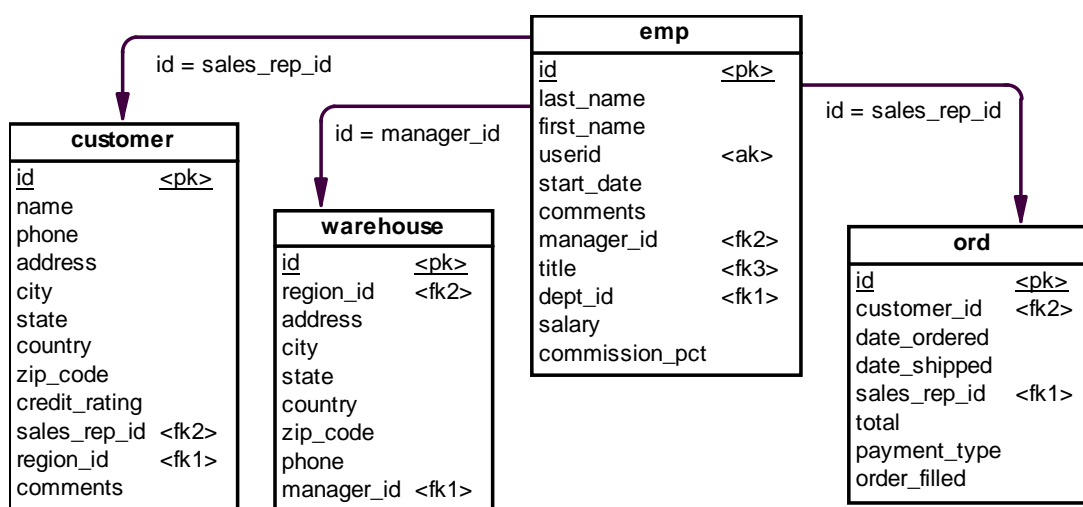 emp
id <pk>
last_name
first_name
userid <ak>
start_date
comments
manager_id <fk2>
title <fk3>
dept_id <fk1>
salary
commission_pct
id = sales_rep_id
id = manager_id
id = sales_rep_id
customer
id <pk>
name
phone
address
city
state
country
zip_code
credit_rating
sales_rep_id <fk2>
region_id <fk1>
comments
warehouse
id <pk>
region_id <fk2>
address
city
state
country
zip_code
phone
manager_id <fk1>
ord
id <pk>
customer_id <fk2>
date_ordered
date_shipped
sales_rep_id <fk1>
total
payment_type
order_filled